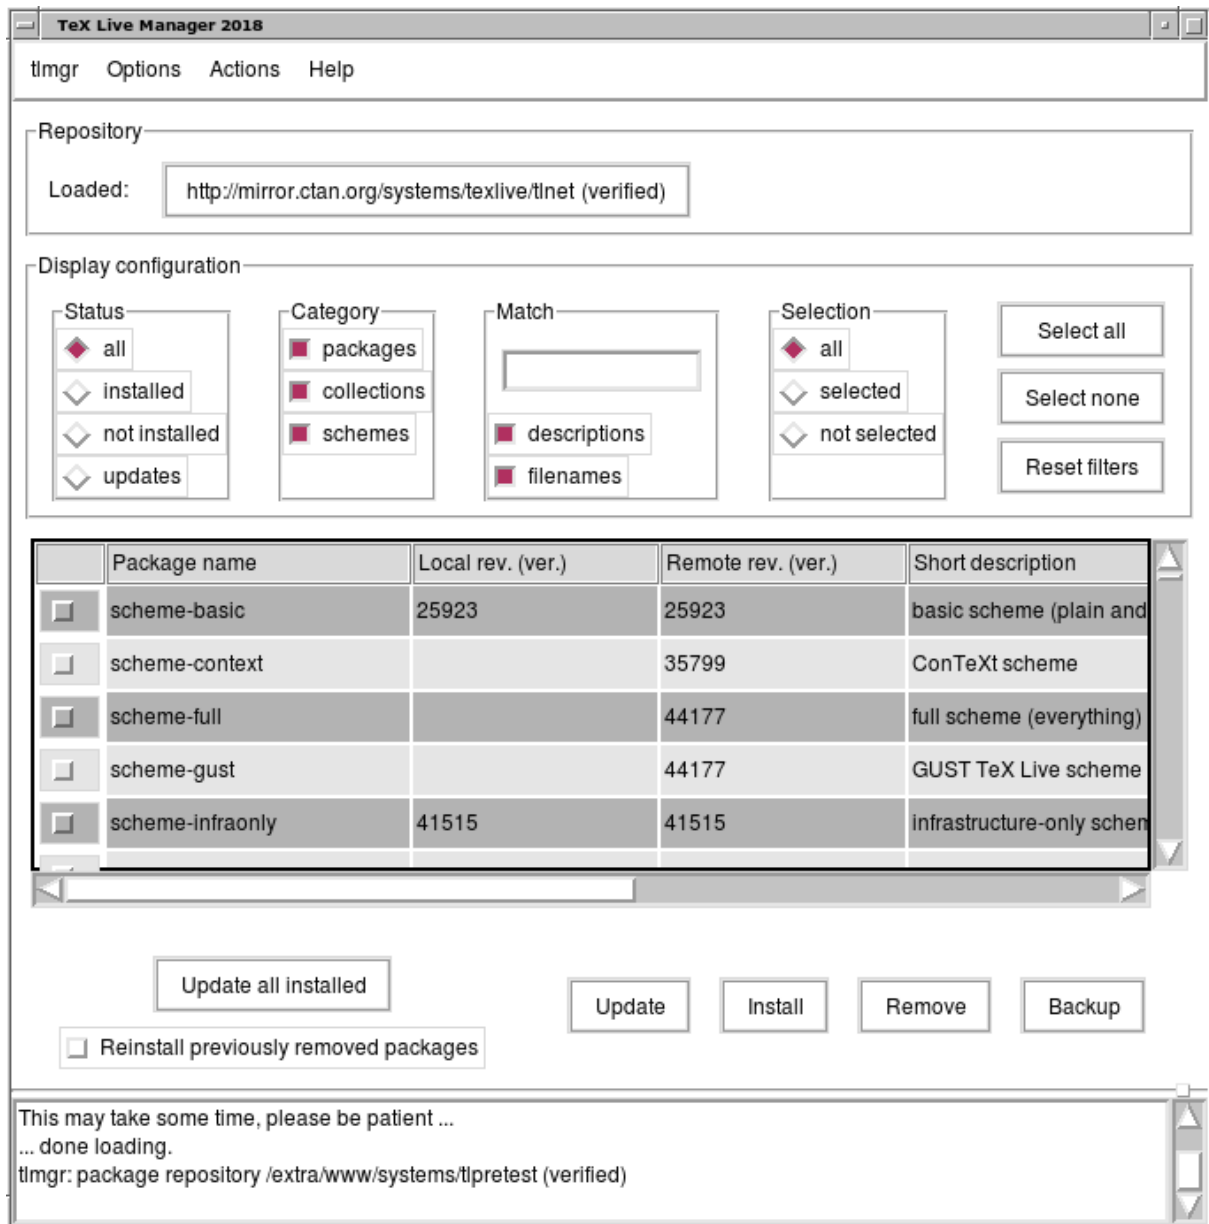 TeX Live Manager 2018
tlmgr Options Actions Help
Repository
Loaded: http://mirror.ctan.org/systems/texlive/tlnet (verified)
Display configuration
Status Category Match Selection
all packages all Select all
installed collections selected Select none
not installed schemes descriptions not selected
updates filenames Reset filters
Package name Local rev. (ver.) Remote rev. (ver.) Short description
scheme-basic 25923 25923 basic scheme (plain and
scheme-context 35799 ConTeXt scheme
scheme-full 44177 full scheme (everything)
scheme-gust 44177 GUST TeX Live scheme
scheme-infraonly 41515 41515 infrastructure-only schem
Update all installed Update Install Remove Backup
Reinstall previously removed packages
This may take some time, please be patient ...
... done loading.
tlmgr: package repository /extra/www/systems/tlpretest (verified)